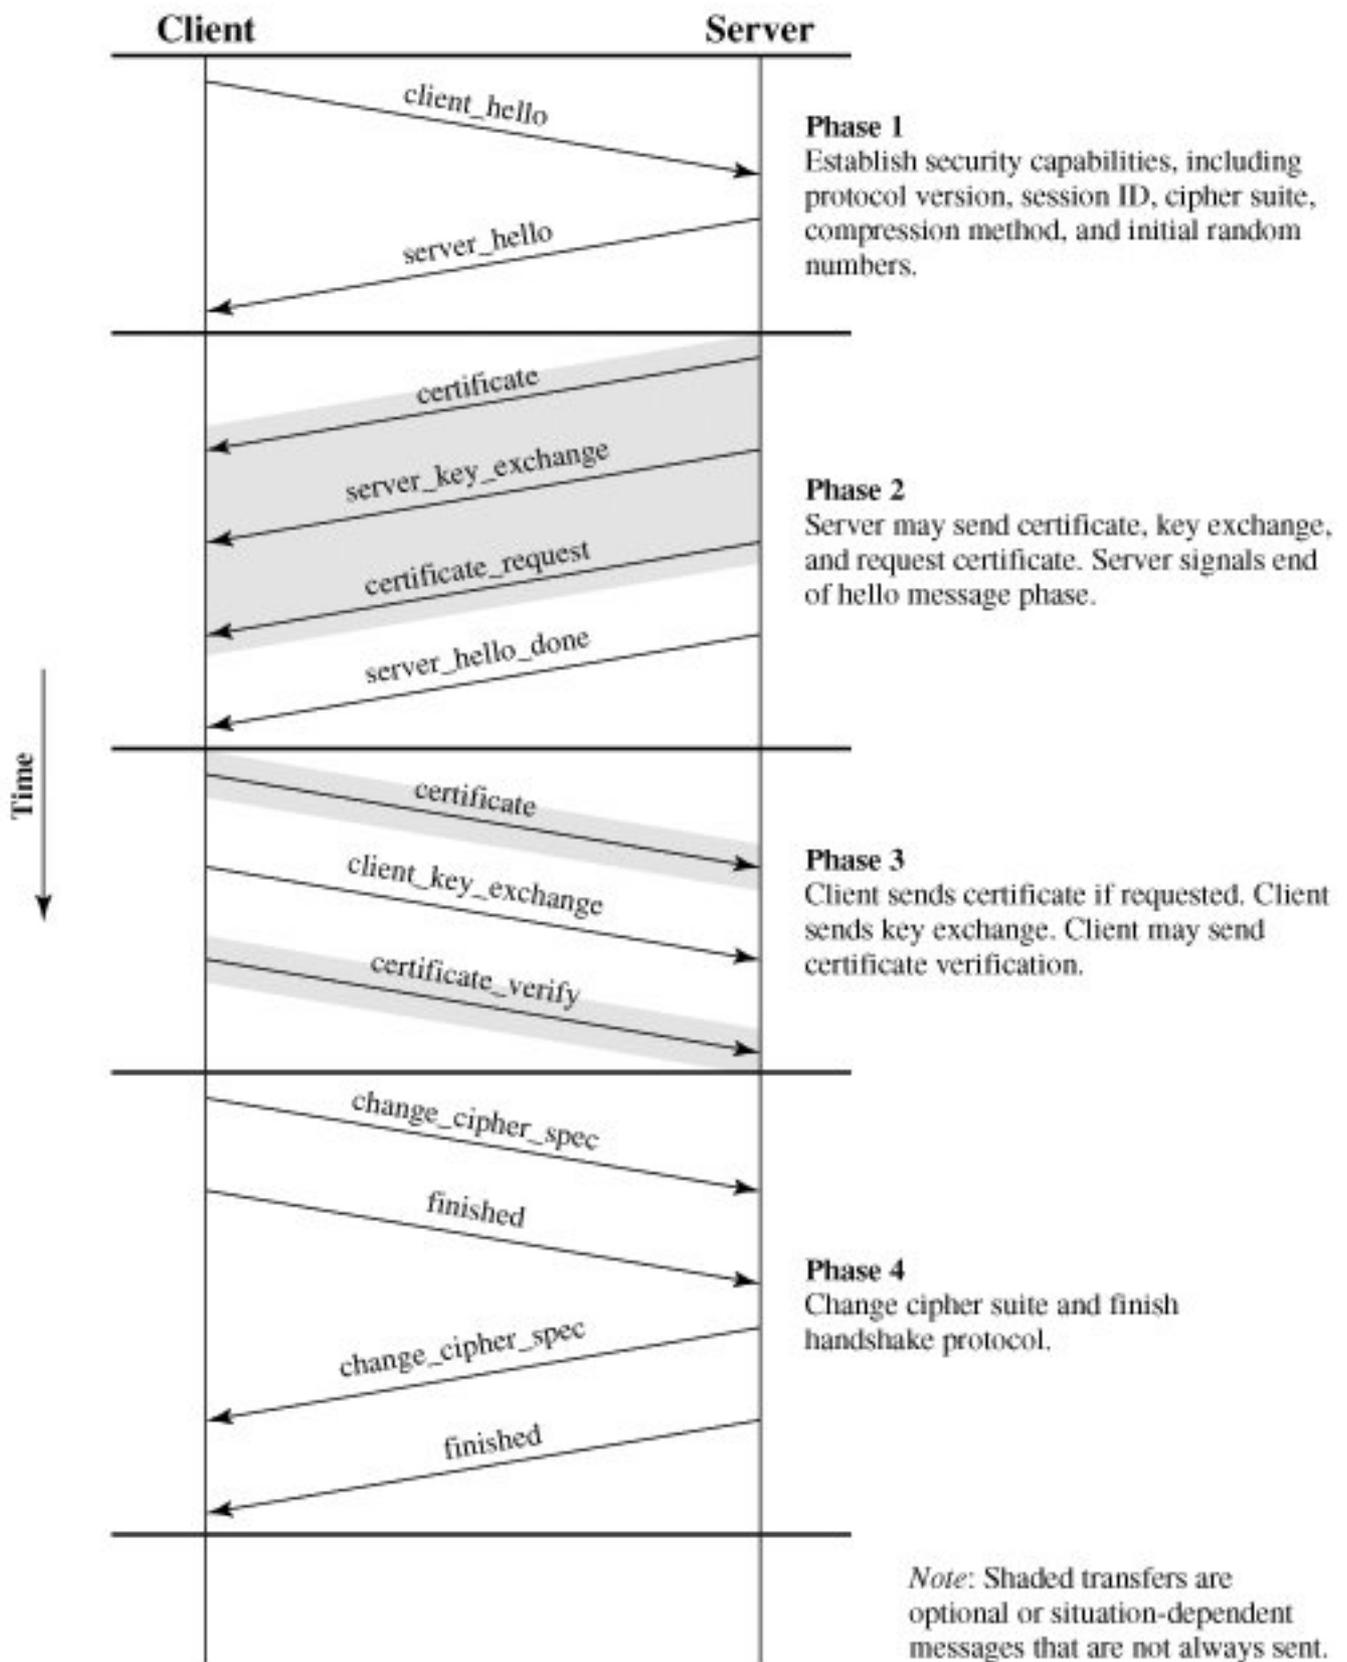 Client
Server
client_hello
server_hello
Phase 1
Establish security capabilities, including
protocol version, session ID, cipher suite,
compression method, and initial random
numbers.
certificate
server_key_exchange
certificate_request
server_hello_done
Phase 2
Server may send certificate, key exchange,
and request certificate. Server signals end
of hello message phase.
Time
certificate
client_key_exchange
certificate_verify
Phase 3
Client sends certificate if requested. Client
sends key exchange. Client may send
certificate verification.
change_cipher_spec
finished
change_cipher_spec
finished
Phase 4
Change cipher suite and finish
handshake protocol.
Note: Shaded transfers are
optional or situation-dependent
messages that are not always sent.